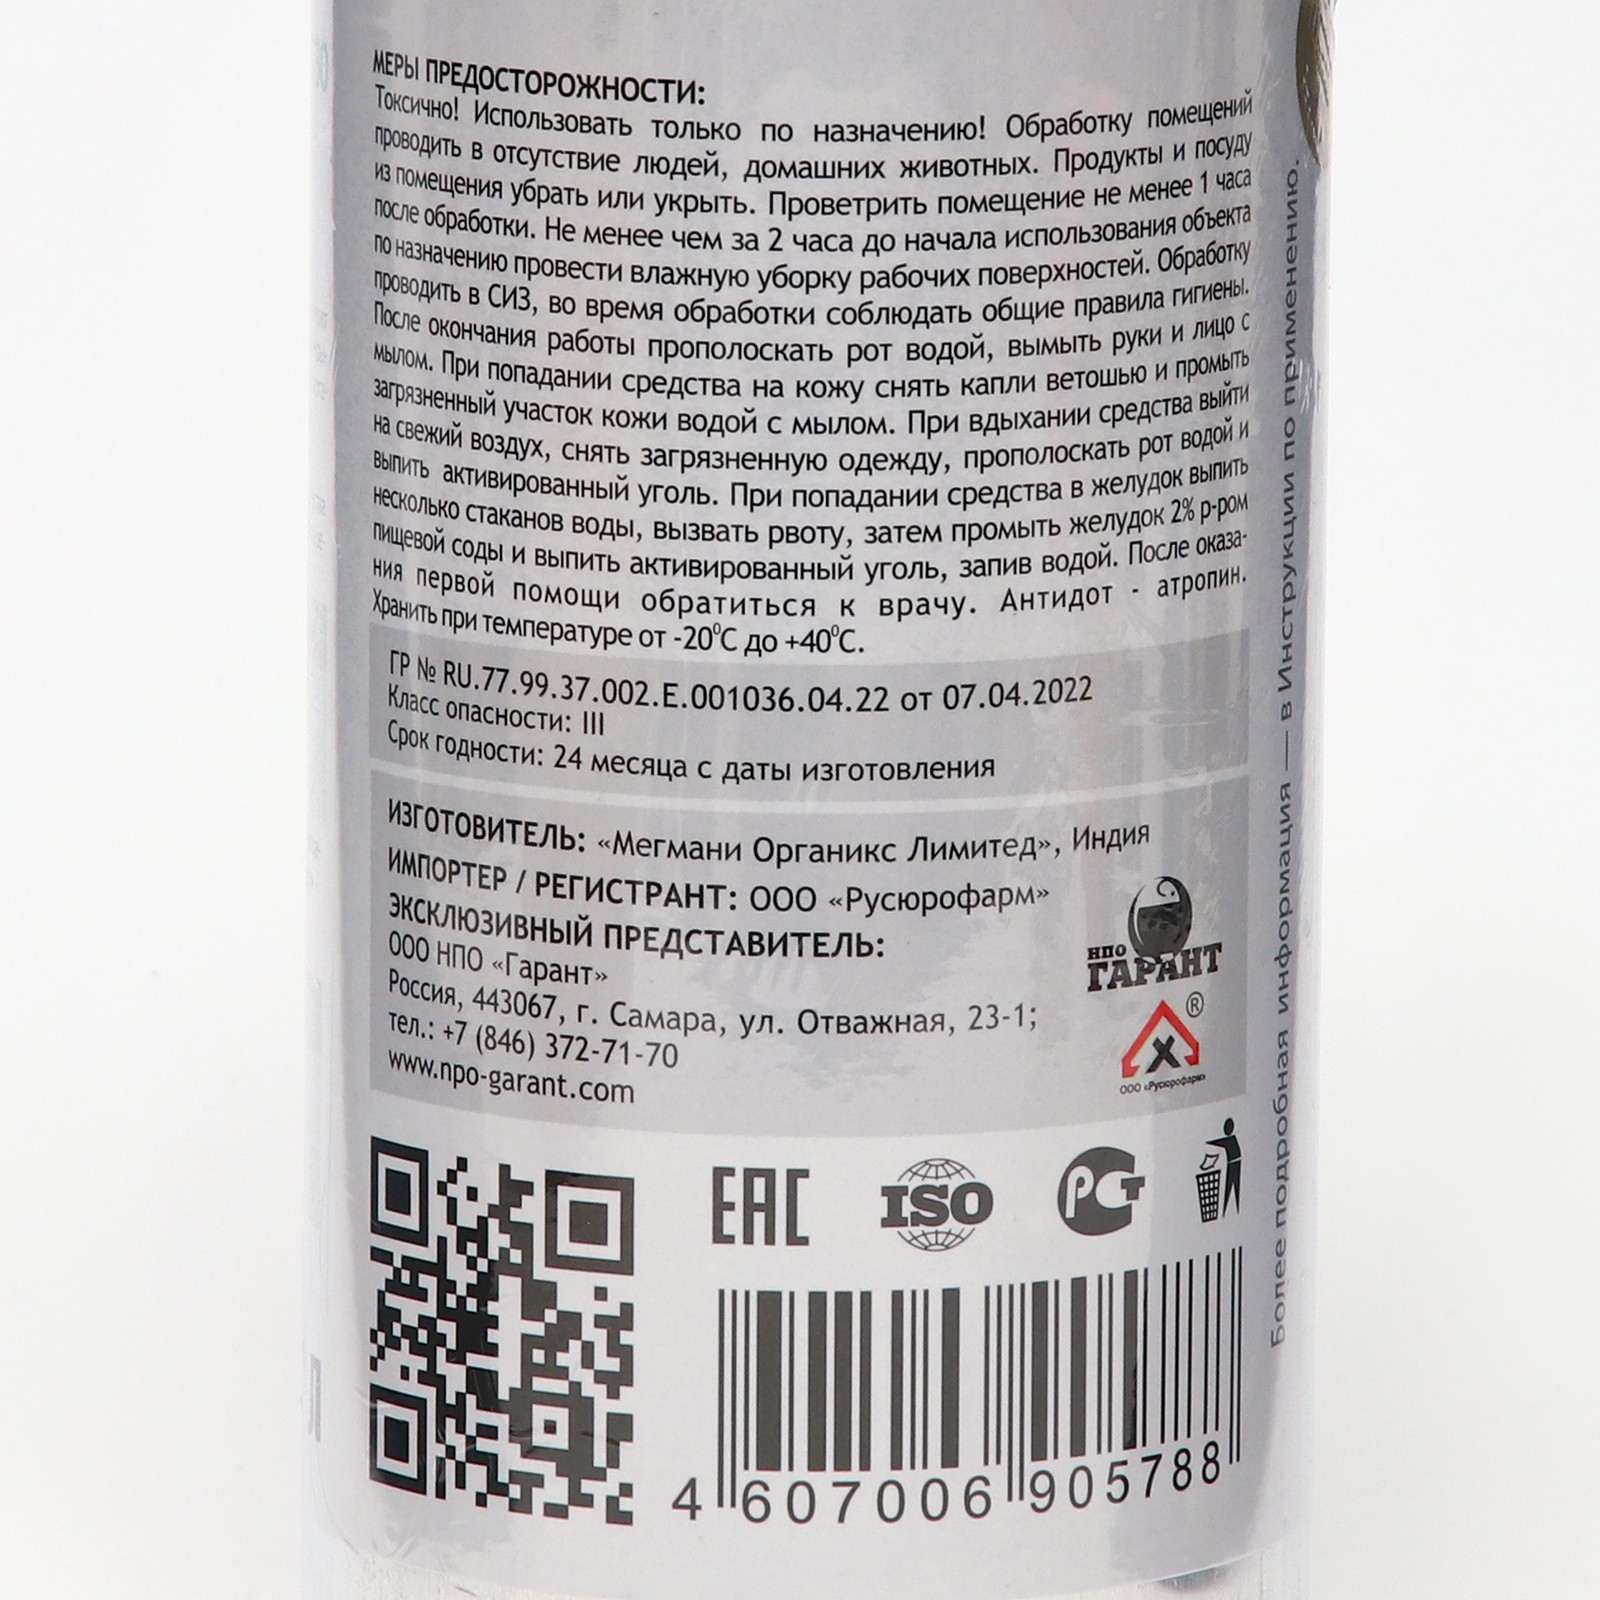 МЕРЫ ПРЕДОСТОРОЖНОСТИ:
Токсично! Использовать только по назначению! Обработку помещений
проводить в отсутствие людей, домашних животных. Продукты и посуду
из помещения убрать или укрыть. Проветрить помещение не менее 1 часа
после обработки. Не менее чем за 2 часа до начала использования объекта
по назначению провести влажную уборку рабочих поверхностей. Обработку
проводить в СИЗ, во время обработки соблюдать общие правила гигиены.
После окончания работы прополоскать рот водой, вымыть руки и лицо с
мылом. При попадании средства на кожу снять капли ветошью и промыть
загрязненный участок кожи водой с мылом. При вдыхании средства выйти
на свежий воздух, снять загрязненную одежду, прополоскать рот водой и
выпить активированный уголь. При попадании средства в желудок выпить
несколько стаканов воды, вызвать рвоту, затем промыть желудок 2% р-ром
пищевой соды и выпить активированный уголь, запив водой. После оказа-
ния первой помощи обратиться к врачу. Антидот - атропин.
Хранить при температуре от -20⁰С до +40⁰С.
ГР № RU.77.99.37.002.Е.001036.04.22 от 07.04.2022
Класс опасности: III
Срок годности: 24 месяца с даты изготовления
ИЗГОТОВИТЕЛЬ: «Мегмани Органикс Лимитед», Индия
ИМПОРТЕР / РЕГИСТРАНТ: ООО «Русюрофарм»
ЭКСКЛЮЗИВНЫЙ ПРЕДСТАВИТЕЛЬ:
ООО НПО «Гарант»
Россия, 443067, г. Самара, ул. Отважная, 23-1;
тел.: +7 (846) 372-71-70
www.npo-garant.com
НПО
ГАРАНТ
®
ООО «Русюрофарм»
ЕАС
ISO
РСТ
4 607006 905788
Более подробная информация — в Инструкции по применению.